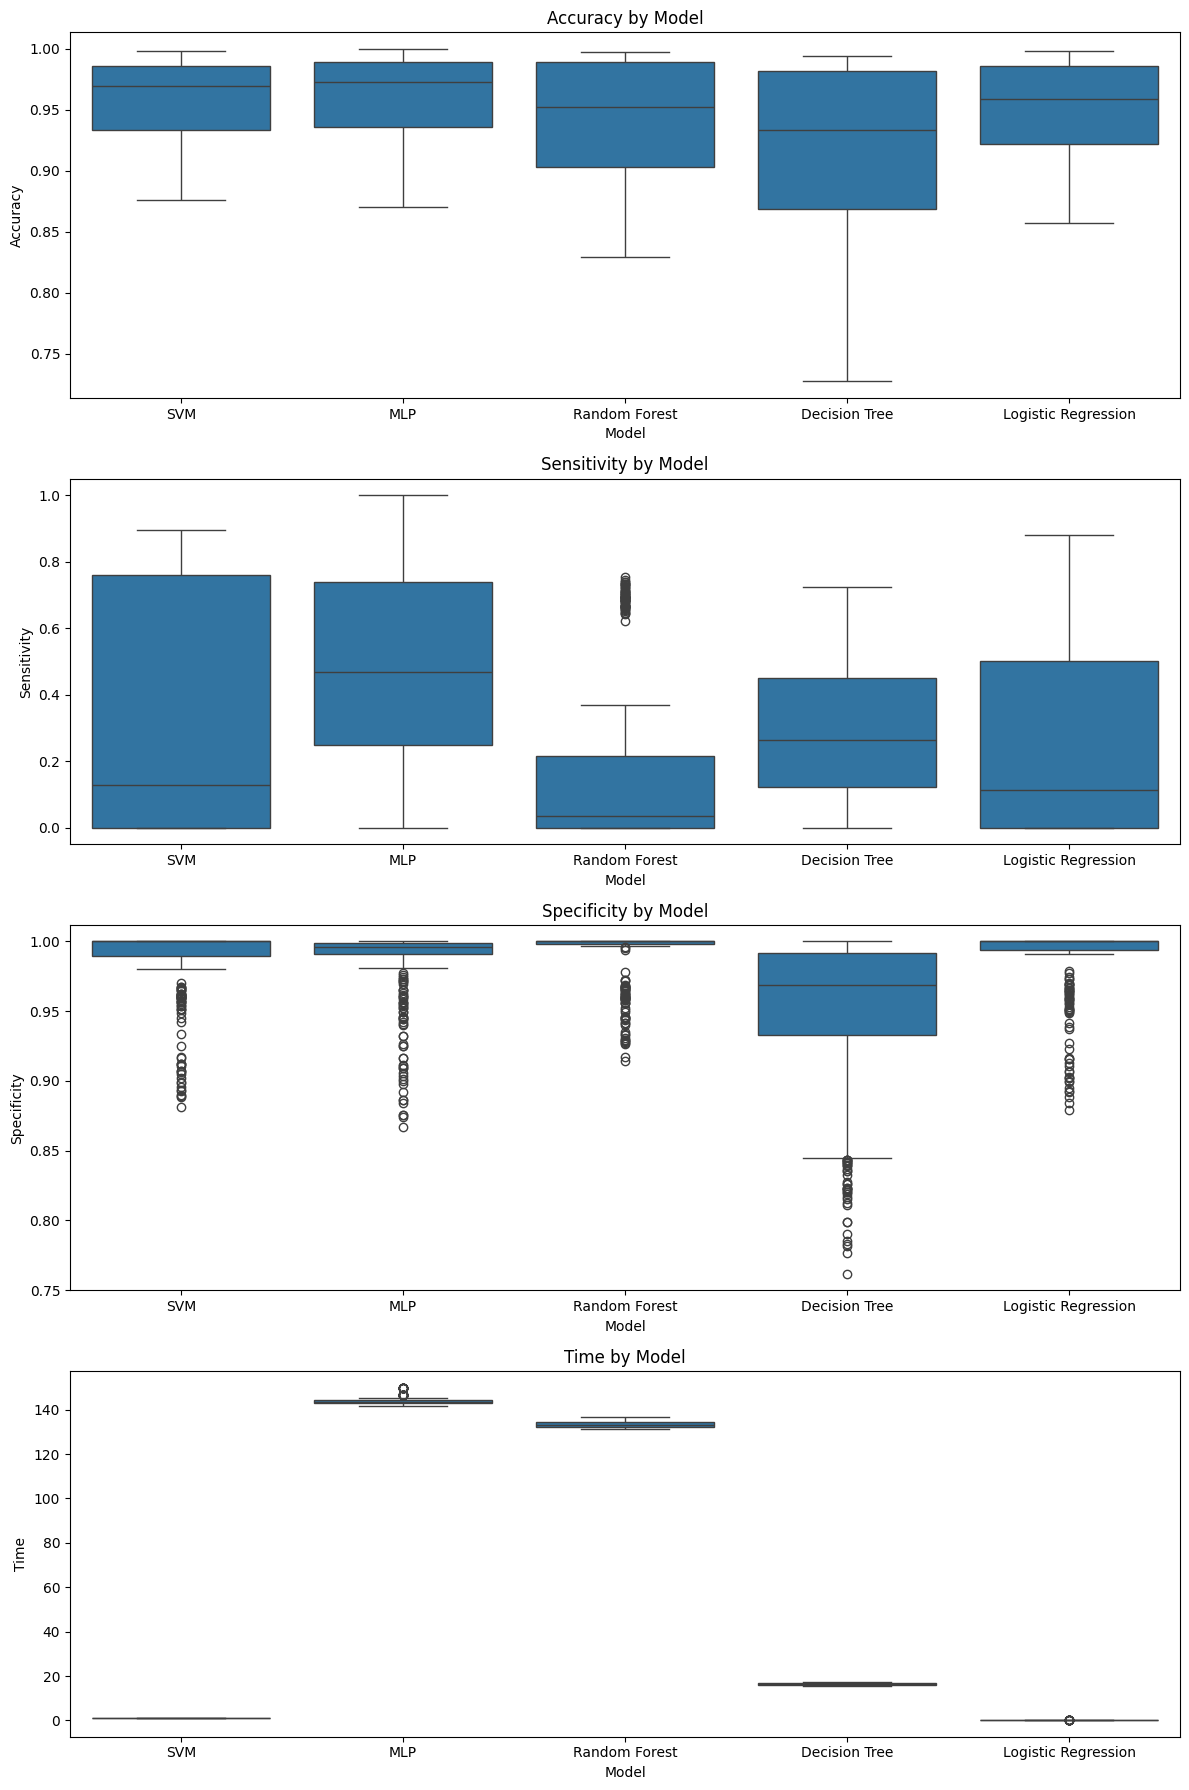 Accuracy by Model
1.00
0.95
0.90
0.85
0.80
0.75
Accuracy
SVM MLP Random Forest Decision Tree Logistic Regression
Model
Sensitivity by Model
1.0
0.8
0.6
0.4
0.2
0.0
Sensitivity
SVM MLP Random Forest Decision Tree Logistic Regression
Model
Specificity by Model
1.00
0.95
0.90
0.85
0.80
0.75
Specificity
SVM MLP Random Forest Decision Tree Logistic Regression
Model
Time by Model
140
120
100
80
60
40
20
0
Time
SVM MLP Random Forest Decision Tree Logistic Regression
Model